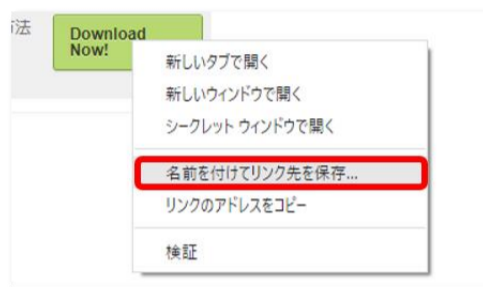 方法
Download
Now!
新しいタブで開く
新しいウィンドウで開く
シークレット ウィンドウで開く
名前を付けてリンク先を保存...
リンクのアドレスをコピー
検証